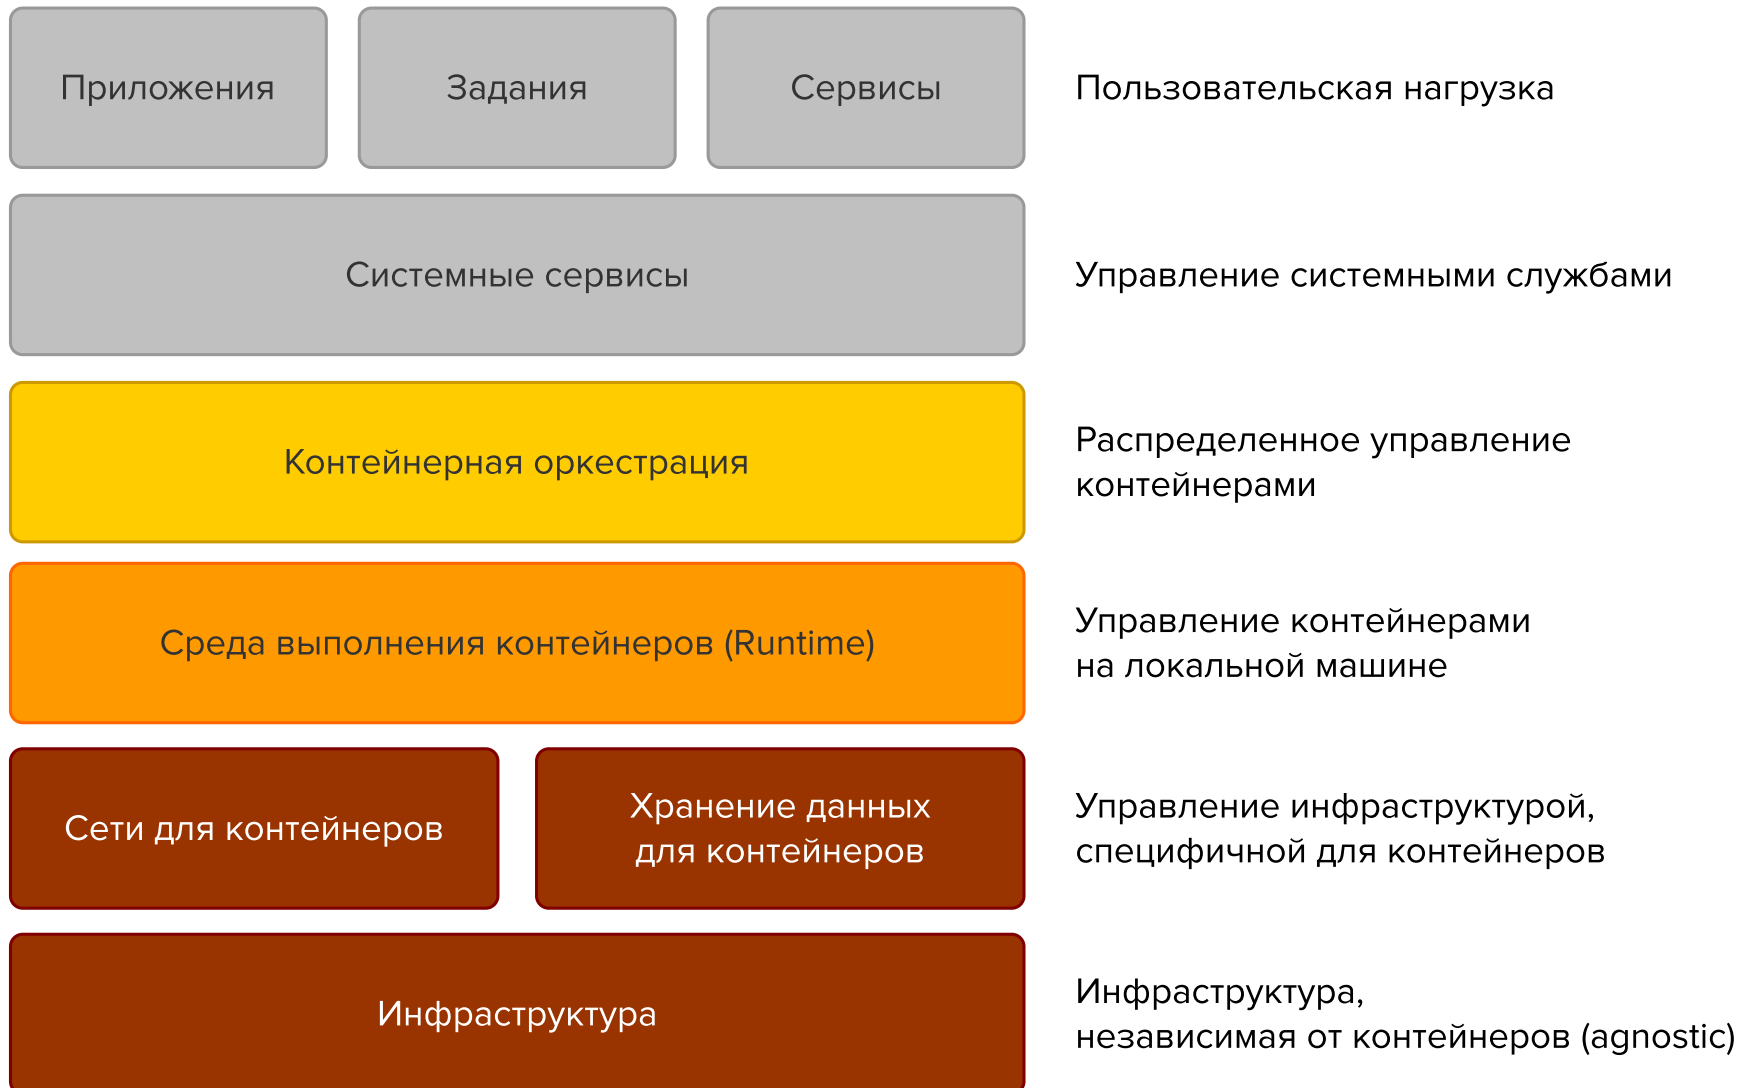 Приложения
Задания
Сервисы
Пользовательская нагрузка
Системные сервисы
Управление системными службами
Контейнерная оркестрация
Распределенное управление
контейнерами
Среда выполнения контейнеров (Runtime)
Управление контейнерами
на локальной машине
Сети для контейнеров
Хранение данных
для контейнеров
Управление инфраструктурой,
специфичной для контейнеров
Инфраструктура
Инфраструктура,
независимая от контейнеров (agnostic)